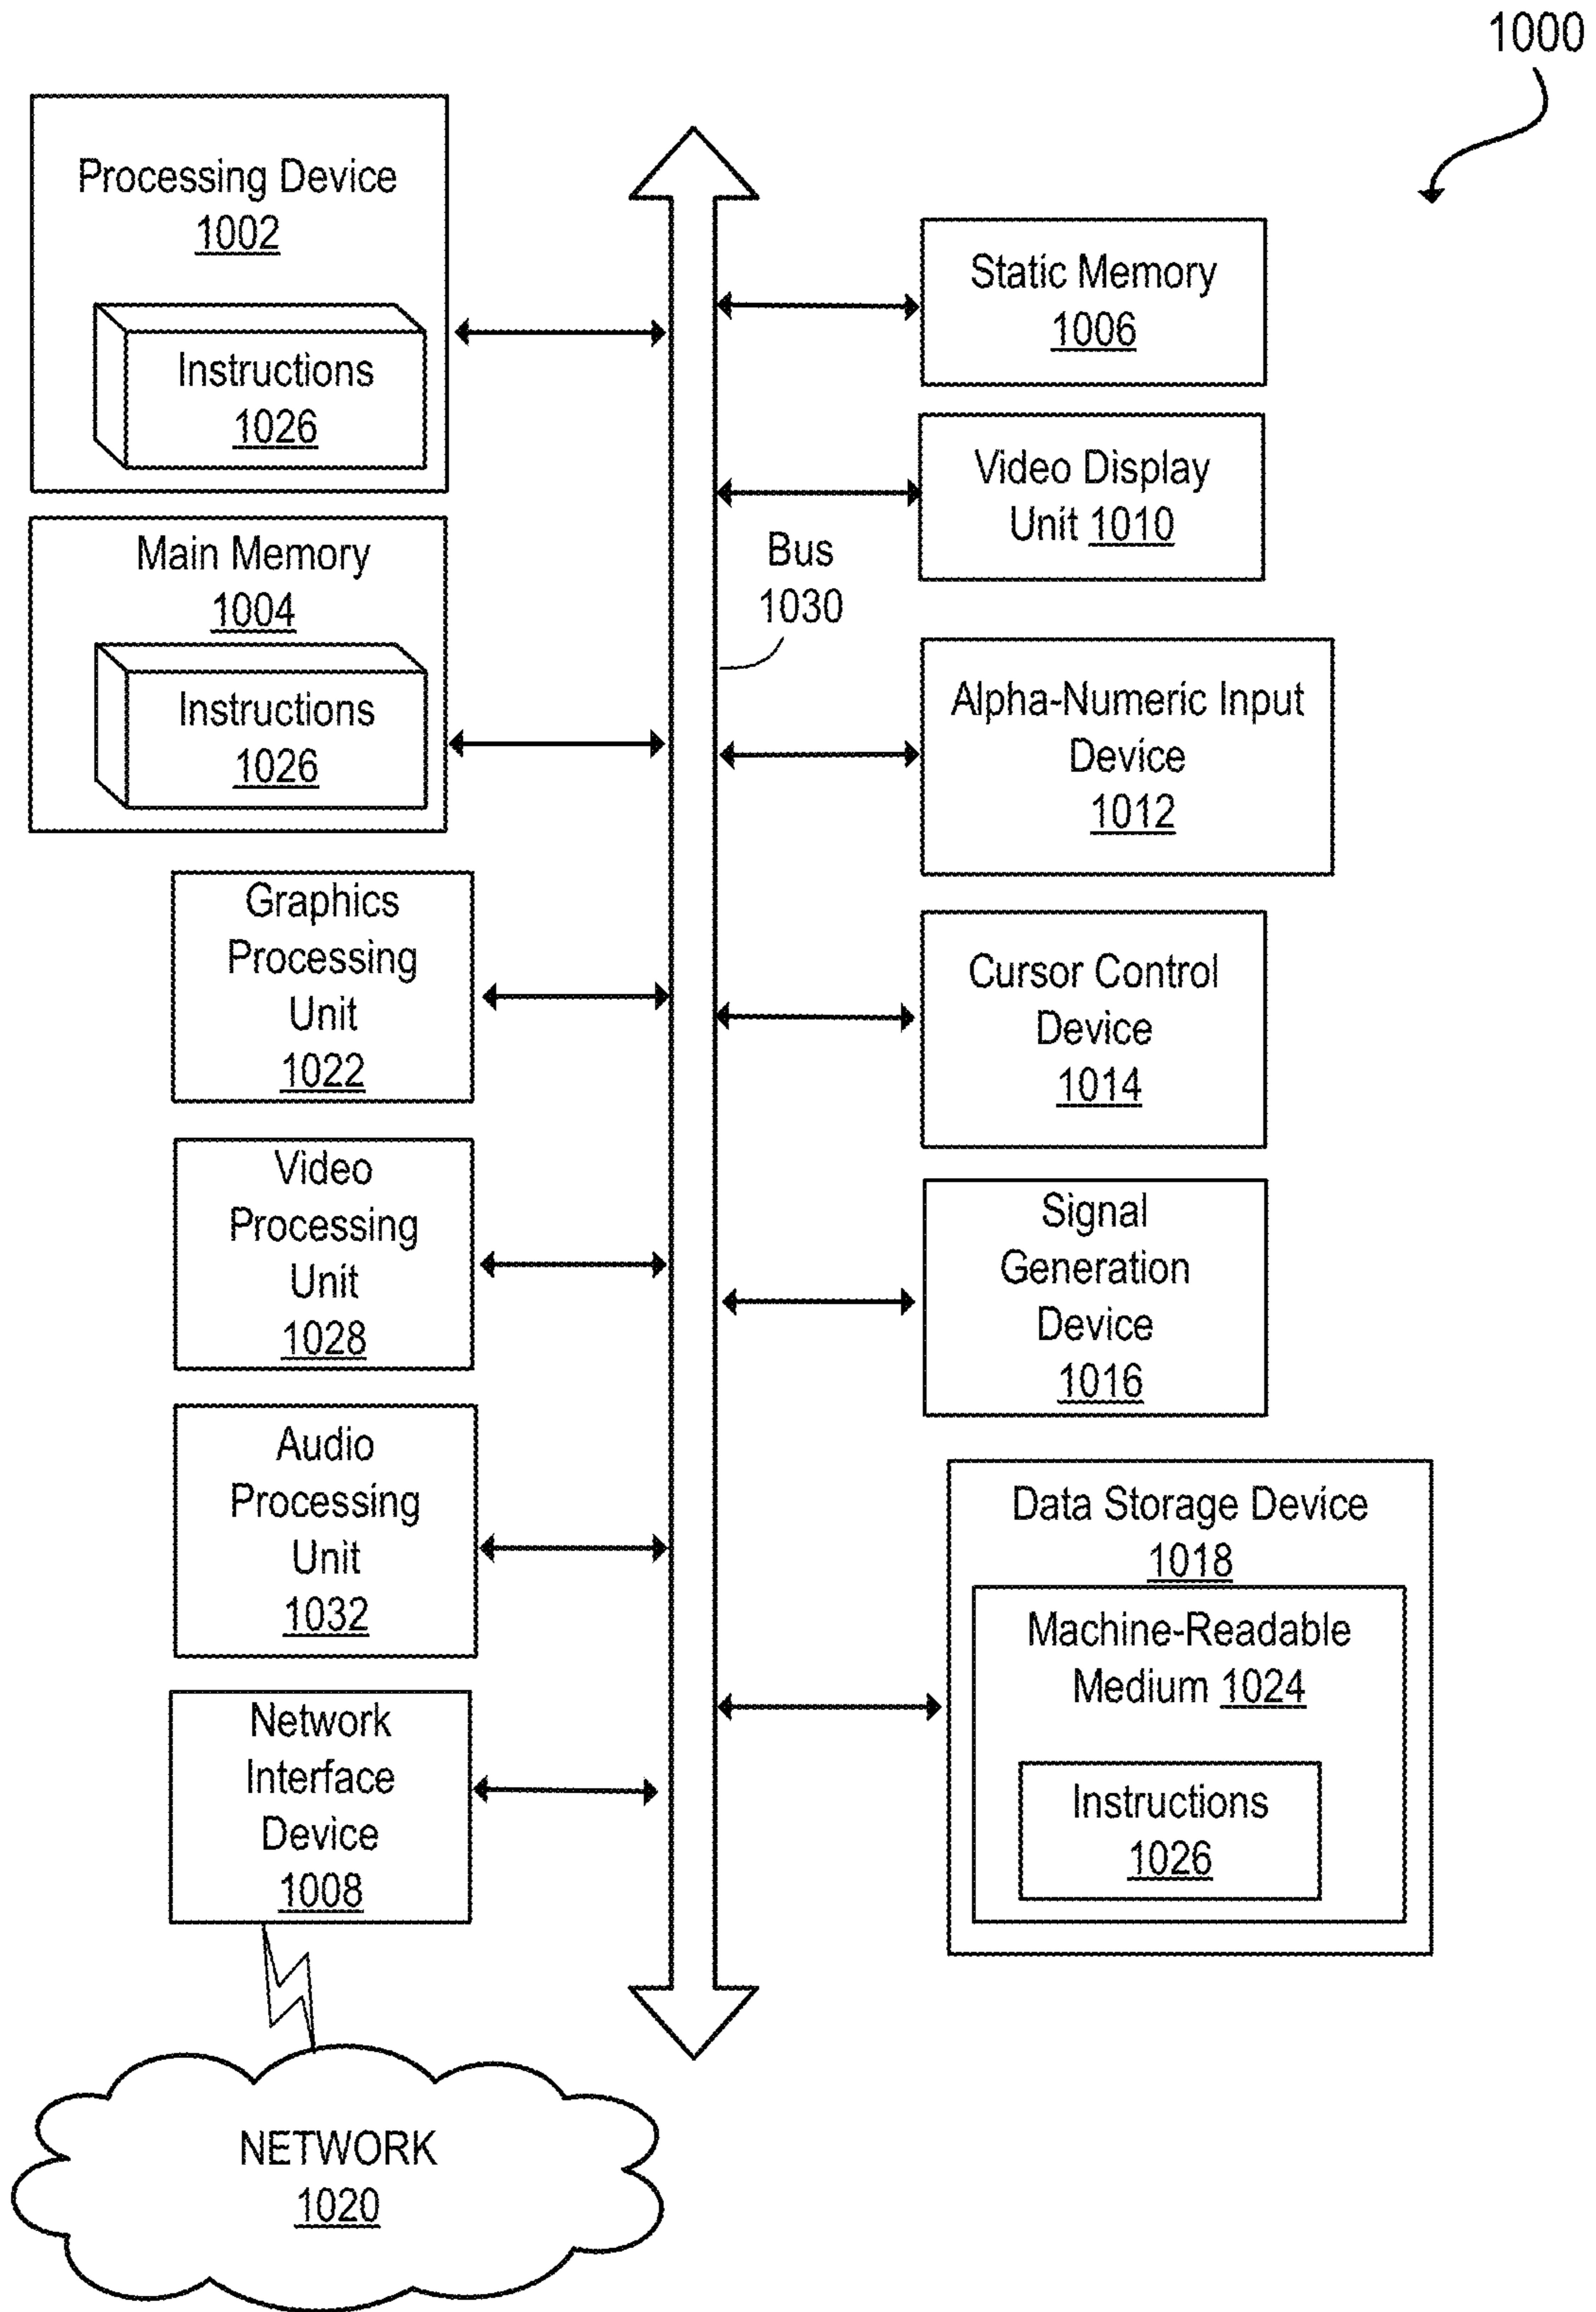 1000
Processing Device
1002
Instructions
1026
Main Memory
1004
Instructions
1026
Graphics
Processing
Unit
1022
Video
Processing
Unit
1028
Audio
Processing
Unit
1032
Network
Interface
Device
1008
NETWORK
1020
Bus
1030
Static Memory
1006
Video Display
Unit 1010
Alpha-Numeric Input
Device
1012
Cursor Control
Device
1014
Signal
Generation
Device
1016
Data Storage Device
1018
Machine-Readable
Medium 1024
Instructions
1026